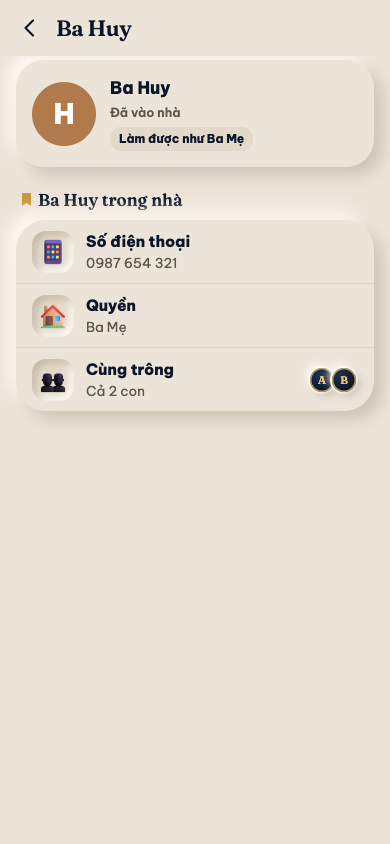 Ba Huy
H
Ba Huy
Đã vào nhà
Làm được như Ba Mẹ
Ba Huy trong nhà
Số điện thoại
0987 654 321
Quyền
Ba Mẹ
Cùng trông
Cả 2 con
A B